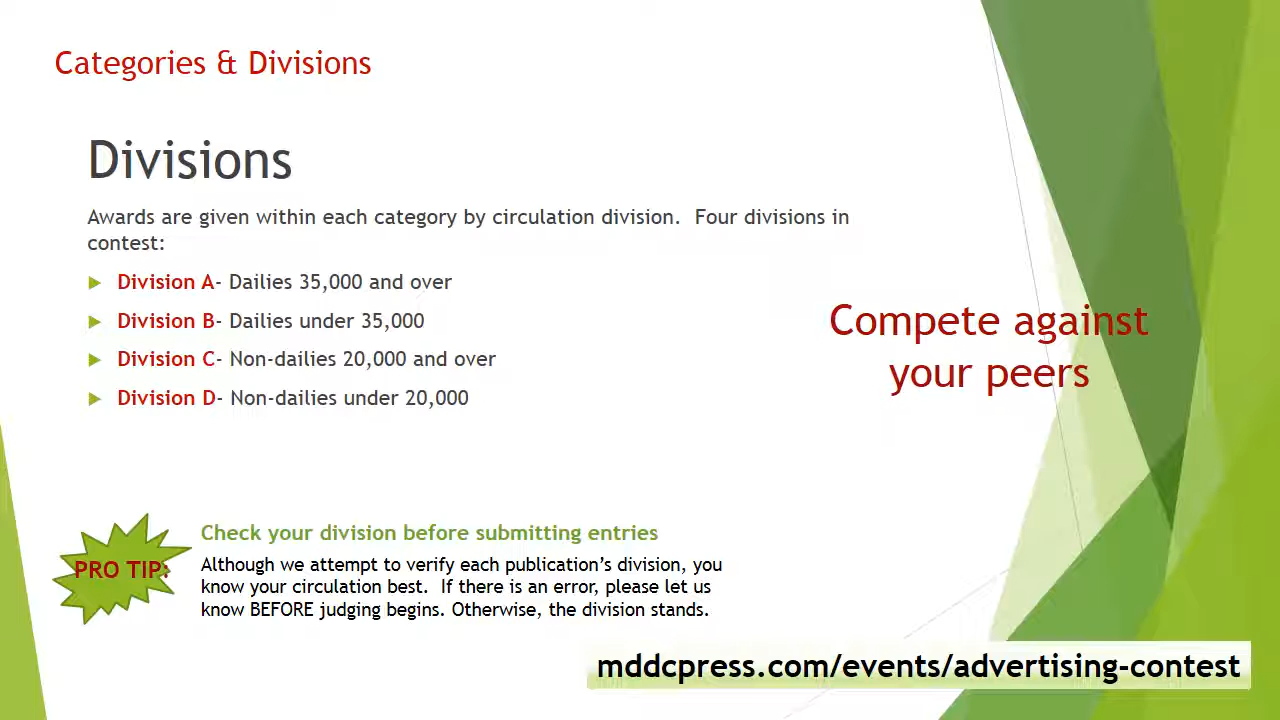 Categories & Divisions
Divisions
Awards are given within each category by circulation division.  Four divisions in
contest:
Division A- Dailies 35,000 and over
Division B- Dailies under 35,000
Division C- Non-dailies 20,000 and over
Division D- Non-dailies under 20,000
Compete against
your peers
PRO TIP:
Check your division before submitting entries
Although we attempt to verify each publication’s division, you
know your circulation best.  If there is an error, please let us
know BEFORE judging begins. Otherwise, the division stands.
mddcpress.com/events/advertising-contest